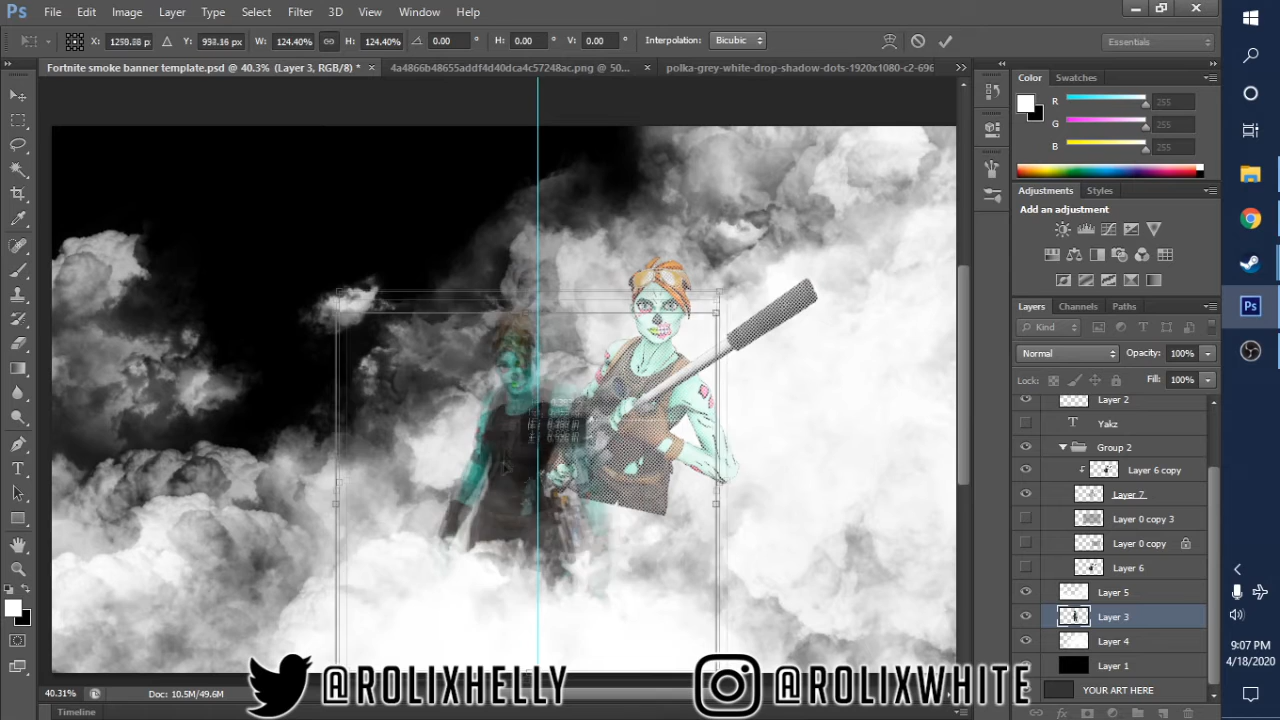 Ps File Edit Image Layer Type Select Filter 3D View Window Help
X: 1250.88 p: Y: 998.16 px W: 124.40% H: 124.40% 0.00 ° H: 0.00 ° V: 0.00 ° Interpolation: Bicubic Essentials
Fortnite smoke banner template.psd @ 40.3% (Layer 3, RGB/8) * × 4a4866b48655addf4d40dca4c57248ac.png @ 50... × polka-grey-white-drop-shadow-dots-1920x1080-c2-696
Color Swatches
R 255
G 255
B 255
Adjustments Styles
Add an adjustment
Layers Channels Paths
Kind
Normal Opacity: 100%
Lock: Fill: 100%
Layer 2
T Yakz
Group 2
Layer 6 copy
Layer 7
Layer 0 copy 3
Layer 0 copy
Layer 6
Layer 5
Layer 3
Layer 4
Layer 1
YOUR ART HERE
40.31% Doc: 10.5M/49.6M
Timeline
@ROLIXHELLY @ROLIXWHITE
Ps
9:07 PM
4/18/2020